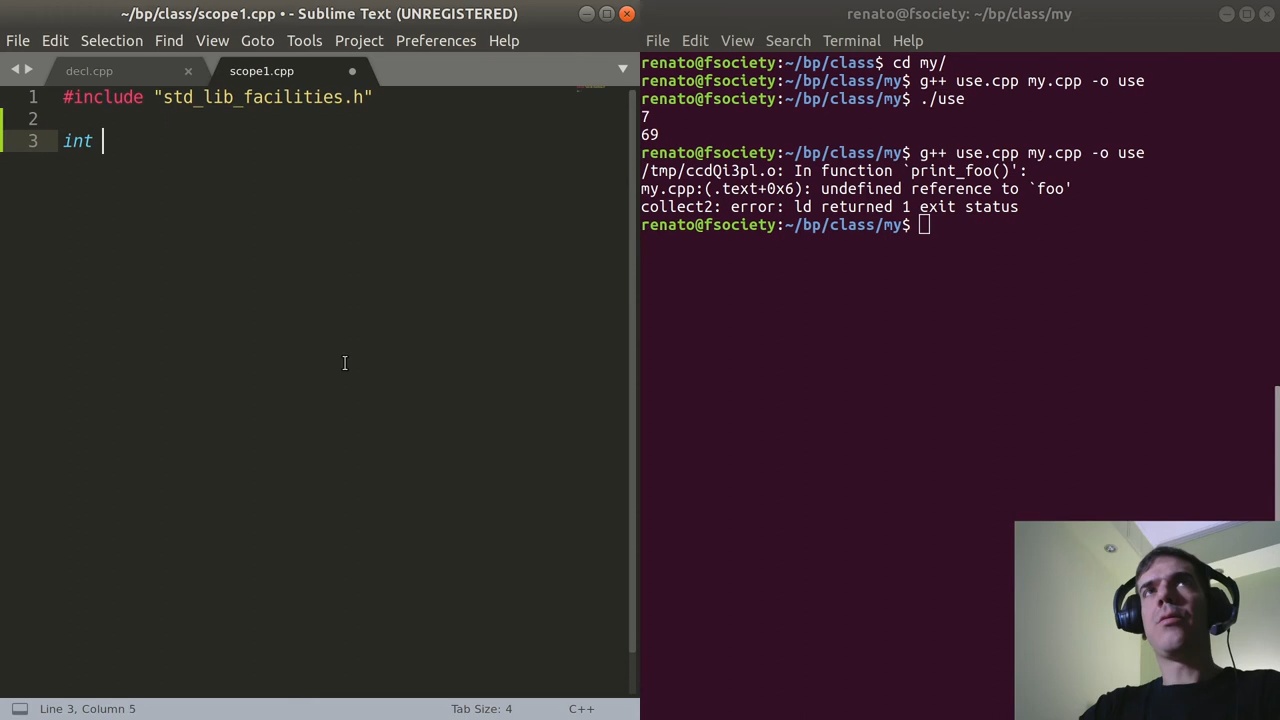 ~/bp/class/scope1.cpp • - Sublime Text (UNREGISTERED)
File Edit Selection Find View Goto Tools Project Preferences Help
decl.cpp × scope1.cpp
1 #include "std_lib_facilities.h"
2
3 int
Line 3, Column 5 Tab Size: 4 C++
renato@fsociety: ~/bp/class/my
File Edit View Search Terminal Help
renato@fsociety:~/bp/class$ cd my/
renato@fsociety:~/bp/class/my$ g++ use.cpp my.cpp -o use
renato@fsociety:~/bp/class/my$ ./use
7
69
renato@fsociety:~/bp/class/my$ g++ use.cpp my.cpp -o use
/tmp/ccdQi3pl.o: In function `print_foo()':
my.cpp:(.text+0x6): undefined reference to `foo'
collect2: error: ld returned 1 exit status
renato@fsociety:~/bp/class/my$